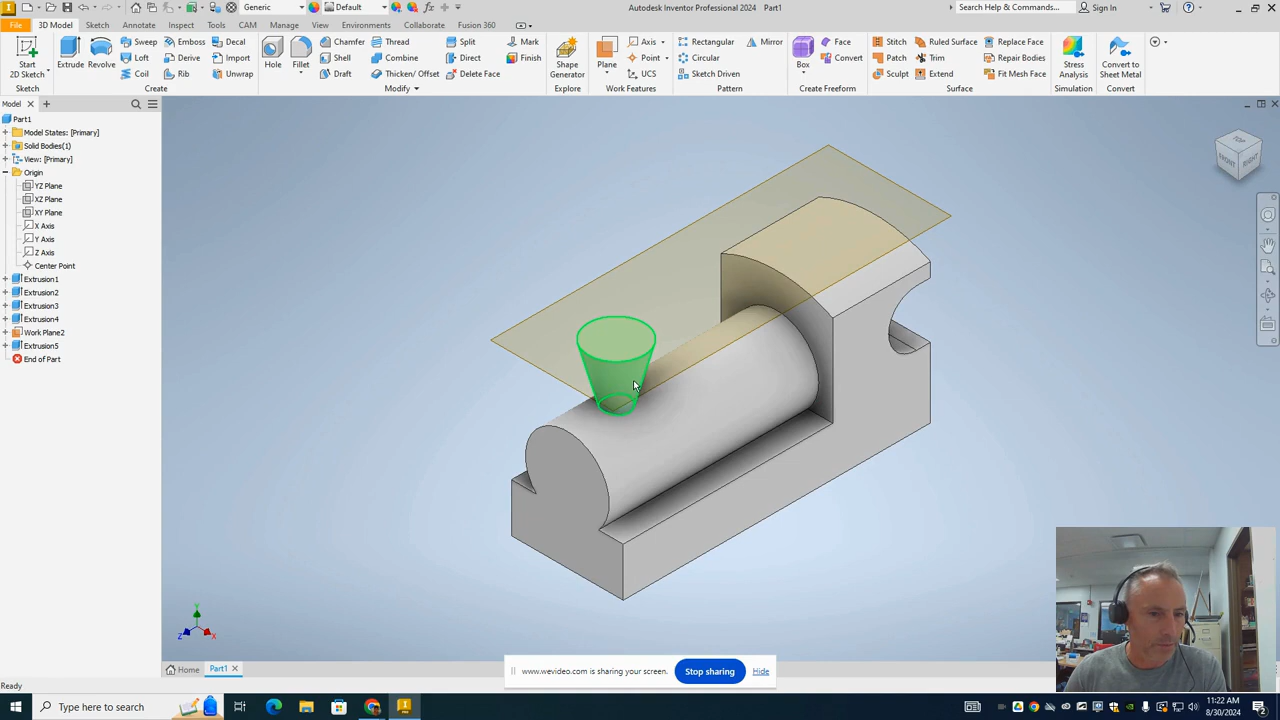 Generic
Default
Autodesk Inventor Professional 2024 Part1
Search Help & Commands...
Sign In
File
3D Model
Sketch
Annotate
Inspect
Tools
CAM
Manage
View
Environments
Collaborate
Fusion 360
Start
2D Sketch
Sketch
Extrude
Revolve
Sweep
Loft
Coil
Emboss
Derive
Rib
Decal
Import
Unwrap
Create
Hole
Fillet
Chamfer
Shell
Draft
Thread
Combine
Thicken/ Offset
Split
Direct
Delete Face
Modify
Mark
Finish
Shape
Generator
Explore
Plane
Axis
Point
UCS
Work Features
Rectangular
Circular
Sketch Driven
Mirror
Pattern
Box
Face
Convert
Create Freeform
Stitch
Patch
Sculpt
Ruled Surface
Trim
Extend
Replace Face
Repair Bodies
Fit Mesh Face
Surface
Stress
Analysis
Simulation
Convert to
Sheet Metal
Convert
Model
Part1
Model States: [Primary]
Solid Bodies(1)
View: [Primary]
Origin
YZ Plane
XZ Plane
XY Plane
X Axis
Y Axis
Z Axis
Center Point
Extrusion1
Extrusion2
Extrusion3
Work Plane2
Extrusion5
End of Part
TOP
FRONT
RIGHT
Y
Z
X
Home
Part1
Ready
www.wevideo.com is sharing your screen.
Stop sharing
Hide
Type here to search
11:22 AM
8/30/2024